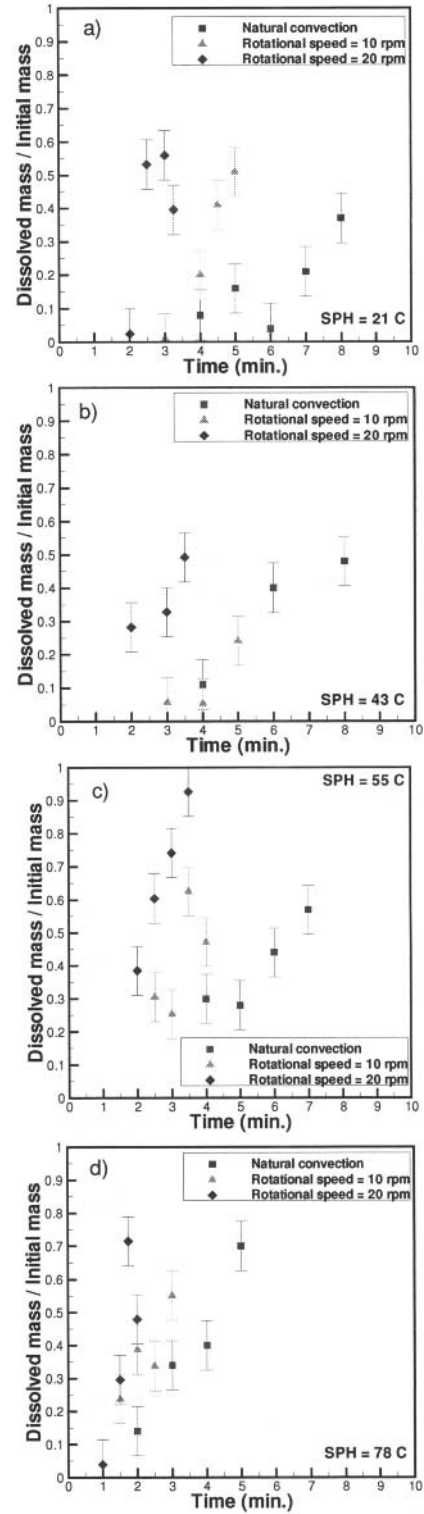 a)
Natural convection
Rotational speed = 10 rpm
Rotational speed = 20 rpm
1
0.9
0.8
0.7
0.6
0.5
0.4
0.3
0.2
0.1
0
Dissolved mass / Initial mass
SPH = 21 C
0 1 2 3 4 5 6 7 8 9 10
Time (min.)
b)
Natural convection
Rotational speed = 10 rpm
Rotational speed = 20 rpm
1
0.9
0.8
0.7
0.6
0.5
0.4
0.3
0.2
0.1
0
Dissolved mass / Initial mass
SPH = 43 C
0 1 2 3 4 5 6 7 8 9 10
Time (min.)
c)
SPH = 55 C
1
0.9
0.8
0.7
0.6
0.5
0.4
0.3
0.2
0.1
0
Dissolved mass / Initial mass
Natural convection
Rotational speed = 10 rpm
Rotational speed = 20 rpm
0 1 2 3 4 5 6 7 8 9 10
Time (min.)
d)
Natural convection
Rotational speed = 10 rpm
Rotational speed = 20 rpm
1
0.9
0.8
0.7
0.6
0.5
0.4
0.3
0.2
0.1
0
Dissolved mass / Initial mass
SPH = 78 C
0 1 2 3 4 5 6 7 8 9 10
Time (min.)